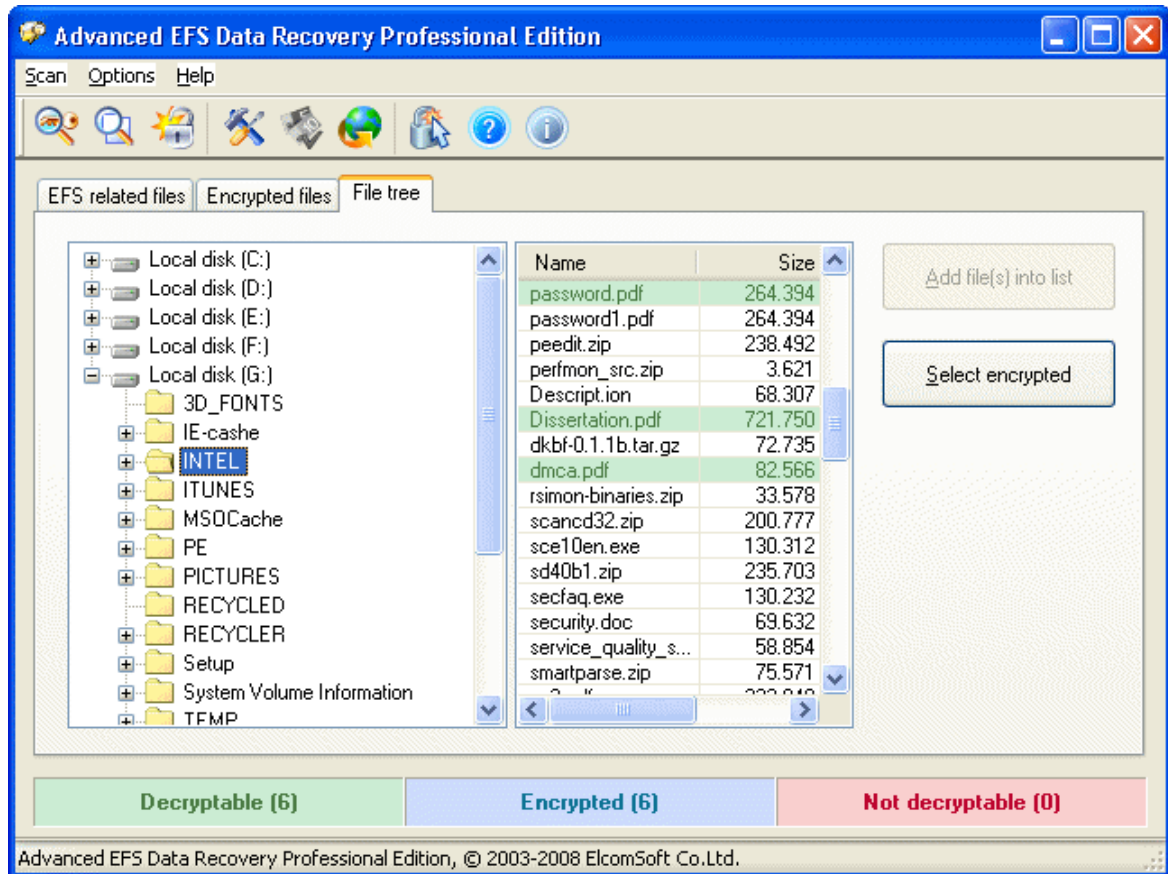 Advanced EFS Data Recovery Professional Edition
Scan Options Help
EFS related files Encrypted files File tree
Local disk (C:)
Local disk (D:)
Local disk (E:)
Local disk (F:)
Local disk (G:)
3D_FONTS
IE-cashe
INTEL
ITUNES
MSOCache
PE
PICTURES
RECYCLED
RECYCLER
Setup
System Volume Information
TEMP
Name Size
password.pdf 264.394
password1.pdf 264.394
peedit.zip 238.492
perfmon_src.zip 3.621
Descript.ion 68.307
Dissertation.pdf 721.750
dkbf-0.1.1b.tar.gz 72.735
dmca.pdf 82.566
rsimon-binaries.zip 33.578
scancd32.zip 200.777
sce10en.exe 130.312
sd40b1.zip 235.703
secfaq.exe 130.232
security.doc 69.632
service_quality_s... 58.854
smartparse.zip 75.571
Add file(s) into list
Select encrypted
Decryptable (6) Encrypted (6) Not decryptable (0)
Advanced EFS Data Recovery Professional Edition, © 2003-2008 ElcomSoft Co.Ltd.